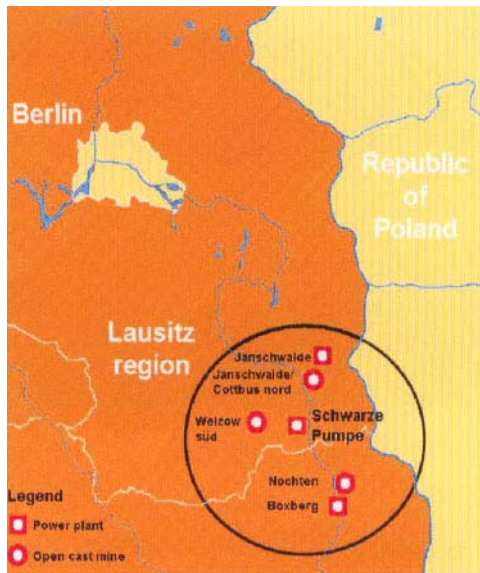 Berlin
Republic
of
Poland
Lausitz
region
Janschwalde
Janschwalde/
Cottbus nord
Welzow
süd
Schwarze
Pumpe
Nochten
Boxberg
Legend
Power plant
Open cast mine